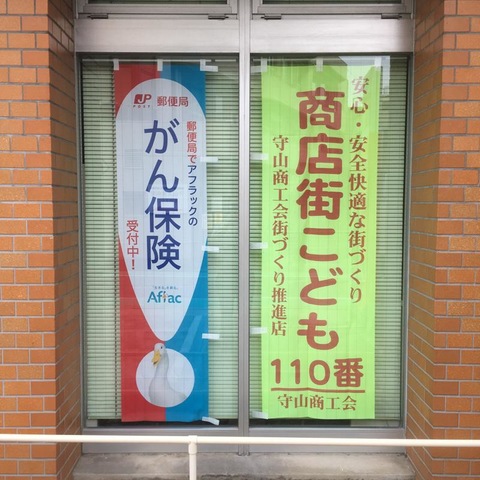 JP
POST
郵便局
郵便局でアフラックの
がん保険
受付中!
Aflac
安心・安全快適な街づくり
商店街こども
110番
守山商工会街づくり推進店
守山商工会